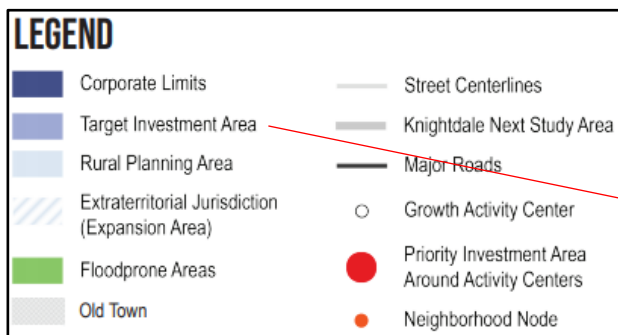 LEGEND
Corporate Limits
Target Investment Area
Rural Planning Area
Extraterritorial Jurisdiction
(Expansion Area)
Floodprone Areas
Old Town
Street Centerlines
Knightdale Next Study Area
Major Roads
Growth Activity Center
Priority Investment Area
Around Activity Centers
Neighborhood Node